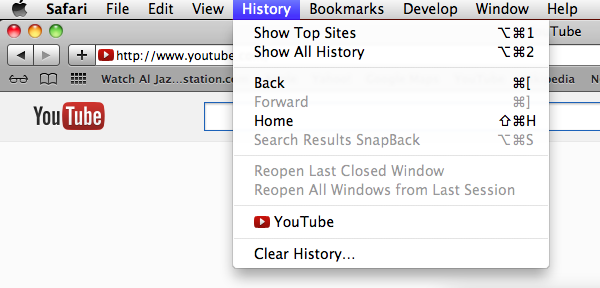 Safari File Edit View History Bookmarks Develop Window Help
Show Top Sites ⌥⌘1
Show All History ⌥⌘2
Back ⌘[
Forward ⌘]
Home ⇧⌘H
Search Results SnapBack ⌥⌘S
Reopen Last Closed Window
Reopen All Windows from Last Session
YouTube
Clear History...
Tube
http://www.youtube
Watch Al Jaz...station.co
pedia
YouTube